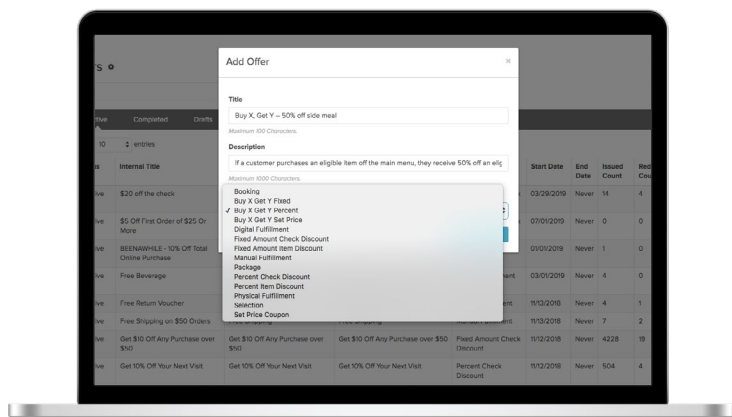 Add Offer
×
Title
Buy X, Get Y – 50% off side meal
Maximum 100 Characters.
Description
If a customer purchases an eligible item off the main menu, they receive 50% off an elig
Maximum 1000 Characters.
Booking
Buy X Get Y Fixed
✓ Buy X Get Y Percent
Buy X Get Y Set Price
Digital Fulfillment
Fixed Amount Check Discount
Fixed Amount Item Discount
Manual Fulfillment
Package
Percent Check Discount
Percent Item Discount
Physical Fulfillment
Selection
Set Price Coupon
Completed Drafts
10 entries
Internal Title Start Date End Date Issued Count
$20 off the check 03/29/2019 Never 14 4
$5 Off First Order of $25 Or More 07/01/2019 Never 0 0
BEENAWHILE - 10% Off Total Online Purchase 01/01/2019 Never 1 0
Free Beverage 03/01/2019 Never 4 0
Free Return Voucher 11/13/2018 Never 4 1
Free Shipping on $50 Orders 11/13/2018 Never 7 2
Get $10 Off Any Purchase over $50 Get $10 Off Any Purchase over $50 Get $10 Off Any Purchase over $50 Fixed Amount Check Discount 11/12/2018 Never 4228 19
Get 10% Off Your Next Visit Get 10% Off Your Next Visit Get 10% Off Your Next Visit Percent Check Discount 11/12/2018 Never 504 4